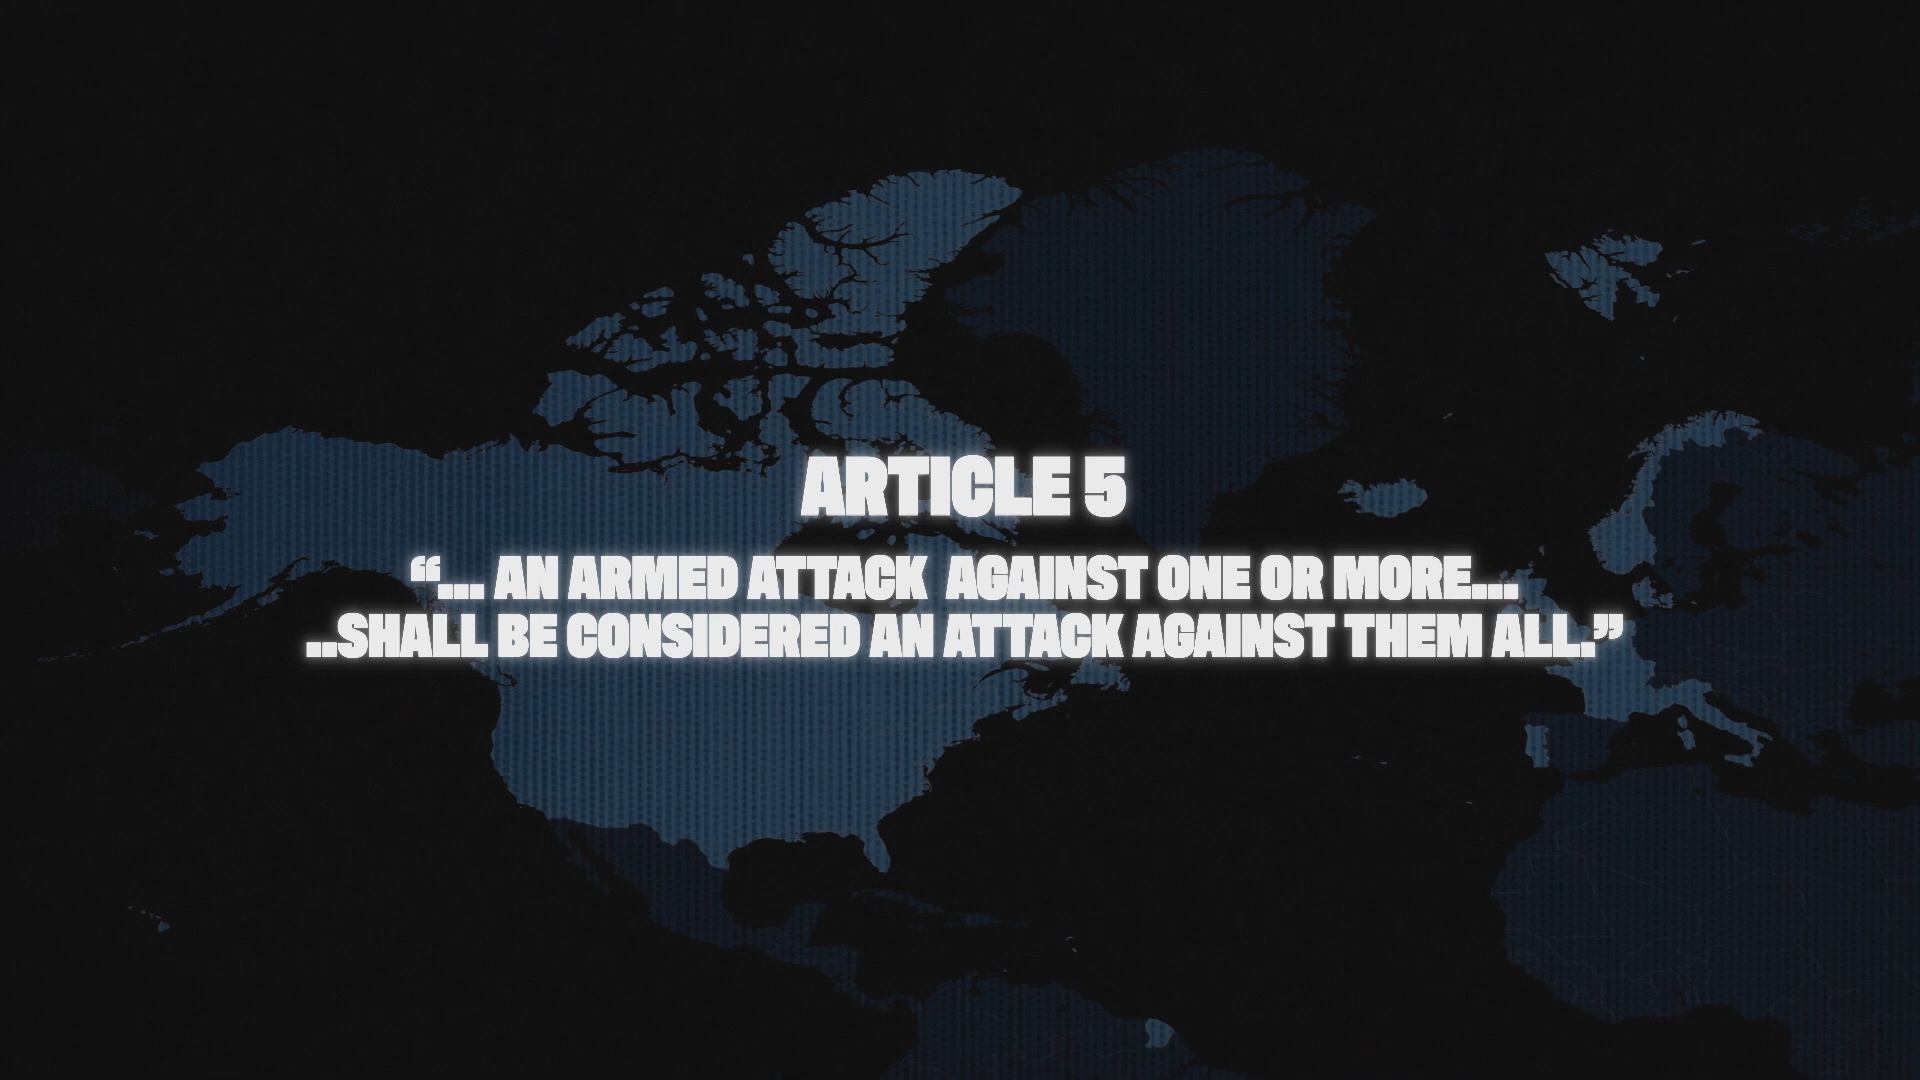 ARTICLE 5
“... AN ARMED ATTACK AGAINST ONE OR MORE...
..SHALL BE CONSIDERED AN ATTACK AGAINST THEM ALL.”